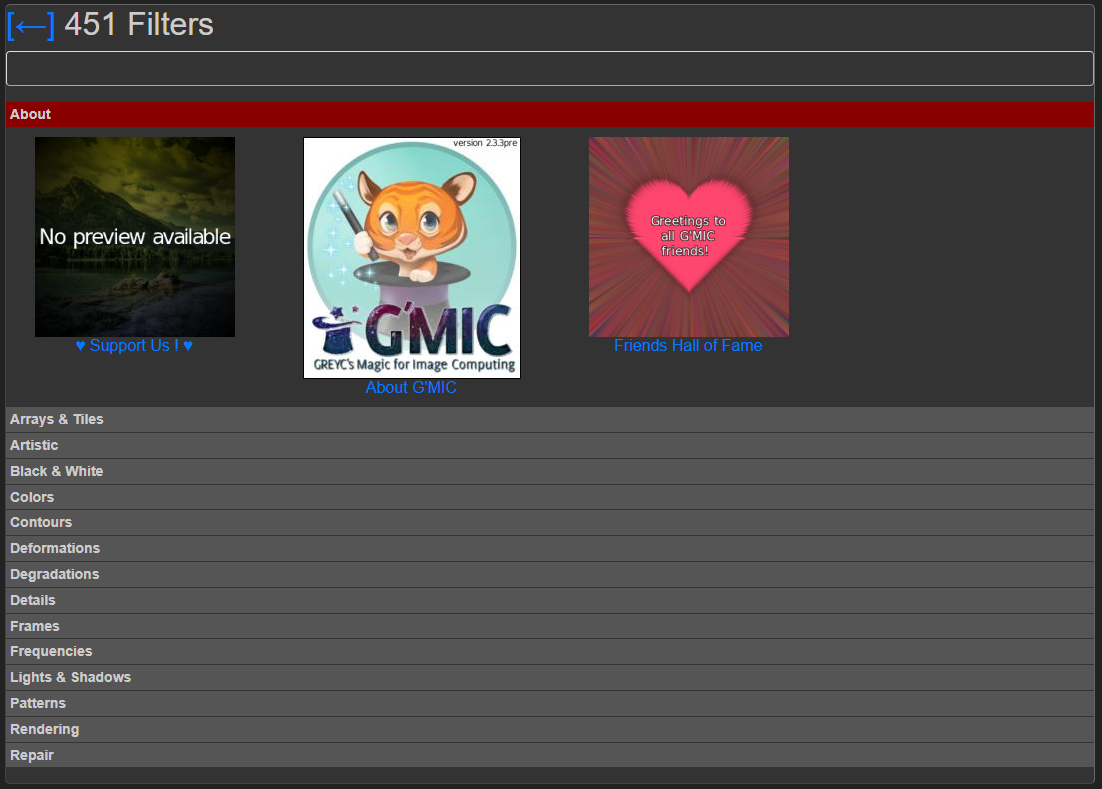 [←] 451 Filters
About
No preview available
♥ Support Us ! ♥
version 2.3.3pre
G'MIC
GREYC's Magic for Image Computing
About G'MIC
Greetings to
all G'MIC
friends!
Friends Hall of Fame
Arrays & Tiles
Artistic
Black & White
Colors
Contours
Deformations
Degradations
Details
Frames
Frequencies
Lights & Shadows
Patterns
Rendering
Repair